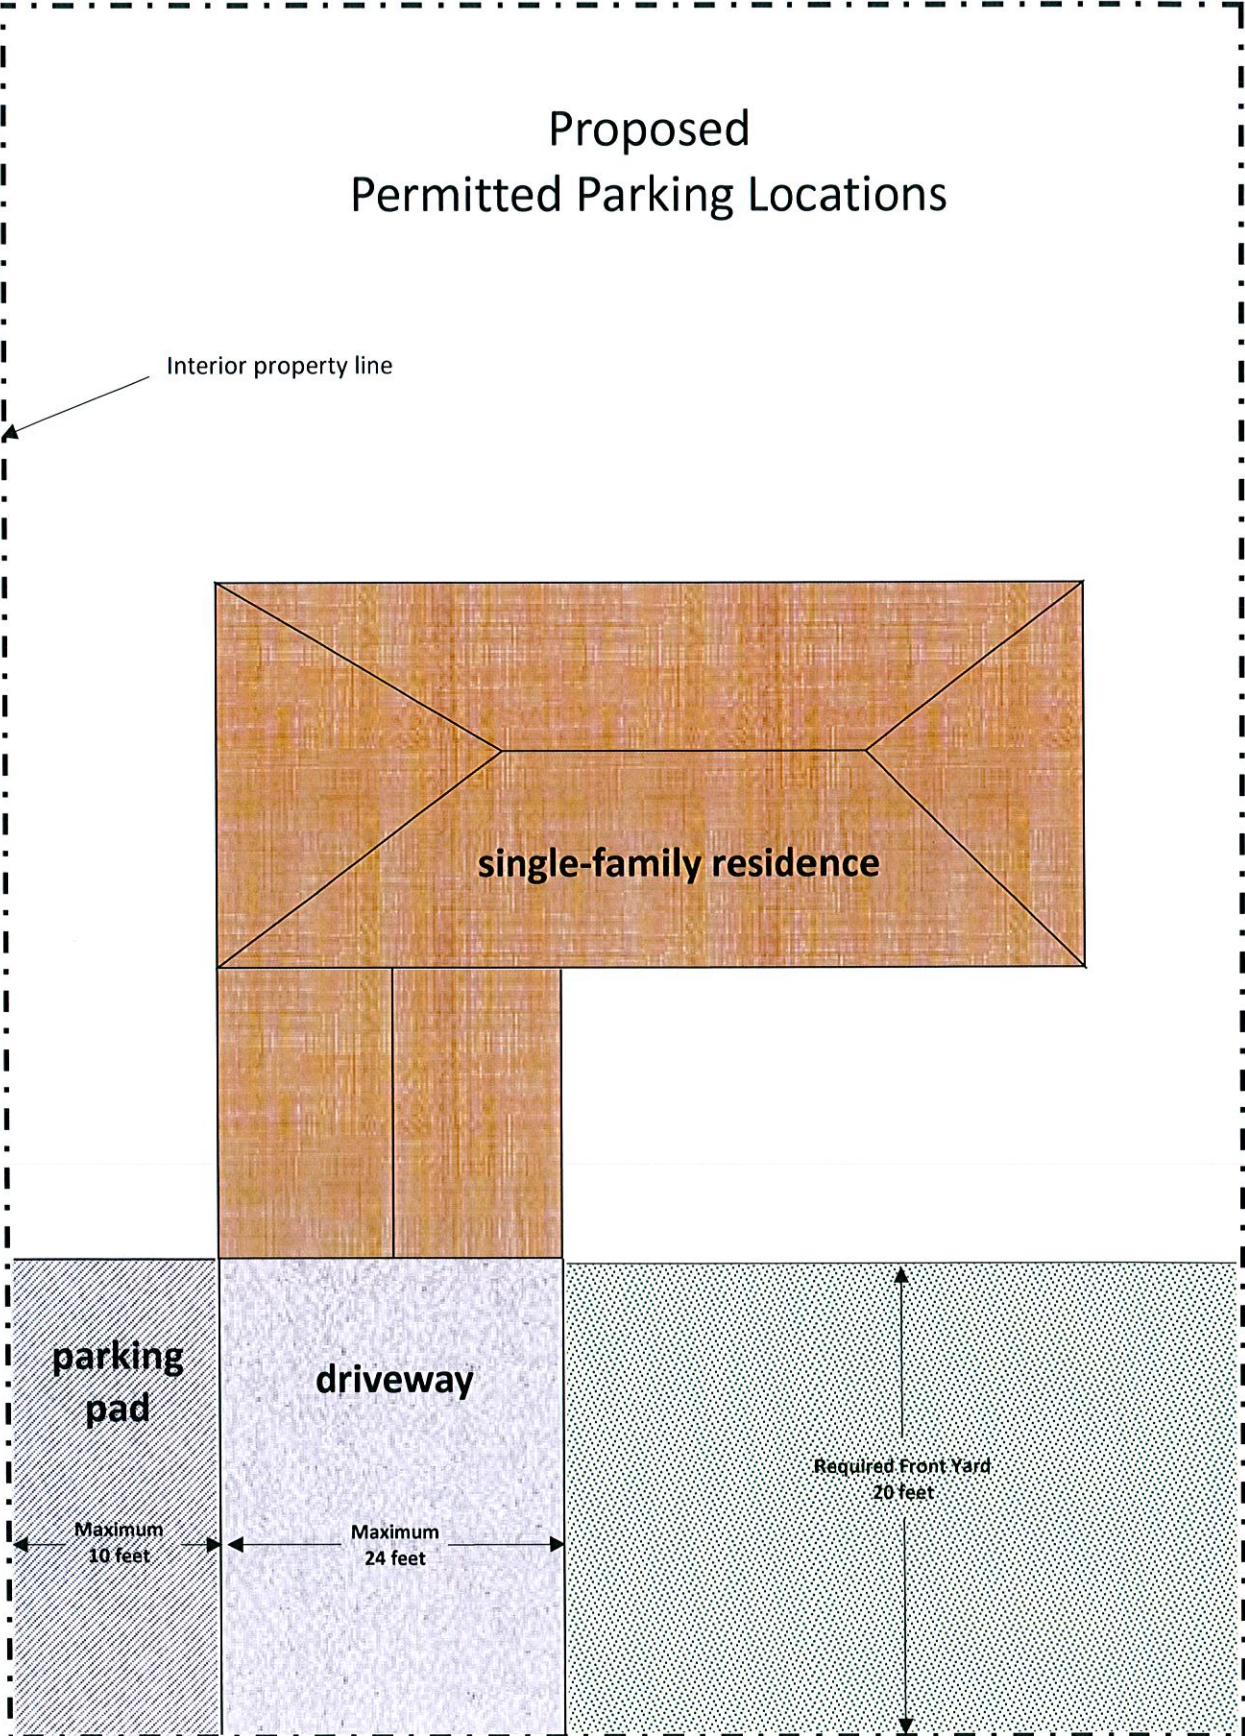 Proposed
Permitted Parking Locations
Interior property line
single-family residence
parking
pad
driveway
Required Front Yard
20 feet
Maximum
10 feet
Maximum
24 feet